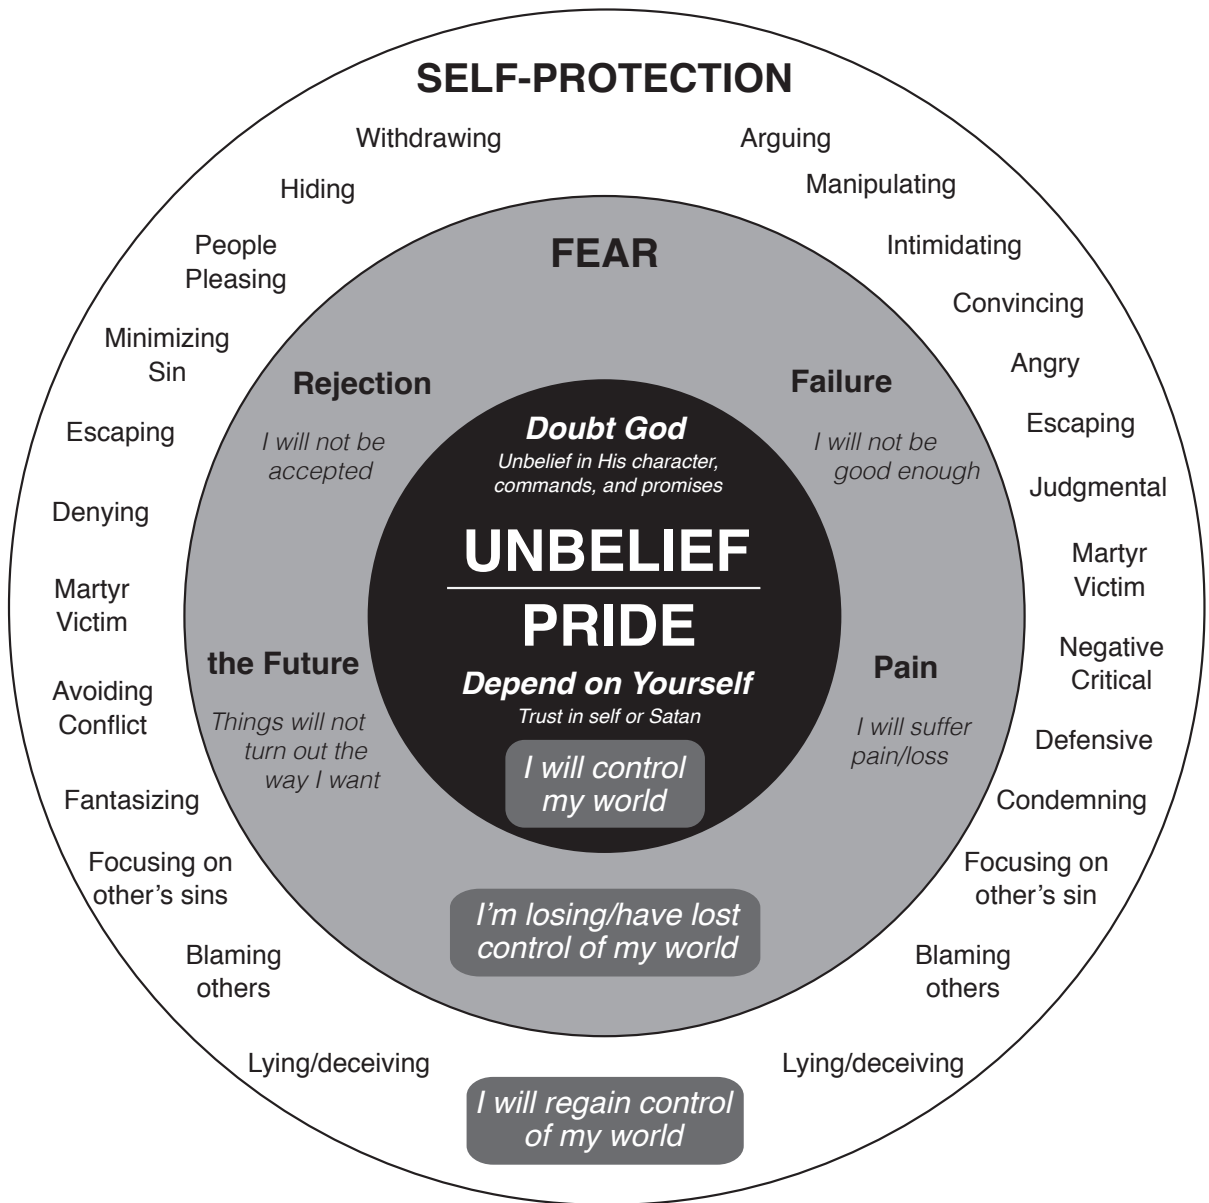 SELF-PROTECTION
Withdrawing
Hiding
People
Pleasing
Minimizing
Sin
Escaping
Denying
Martyr
Victim
Avoiding
Conflict
Fantasizing
Focusing on
other’s sins
Blaming
others
Lying/deceiving
Arguing
Manipulating
Intimidating
Convincing
Angry
Escaping
Judgmental
Martyr
Victim
Negative
Critical
Defensive
Condemning
Focusing on
other’s sin
Blaming
others
Lying/deceiving
I will regain control
of my world
FEAR
Rejection
I will not be
accepted
Failure
I will not be
good enough
the Future
Things will not
turn out the
way I want
Pain
I will suffer
pain/loss
I’m losing/have lost
control of my world
Doubt God
Unbelief in His character,
commands, and promises
UNBELIEF
PRIDE
Depend on Yourself
Trust in self or Satan
I will control
my world